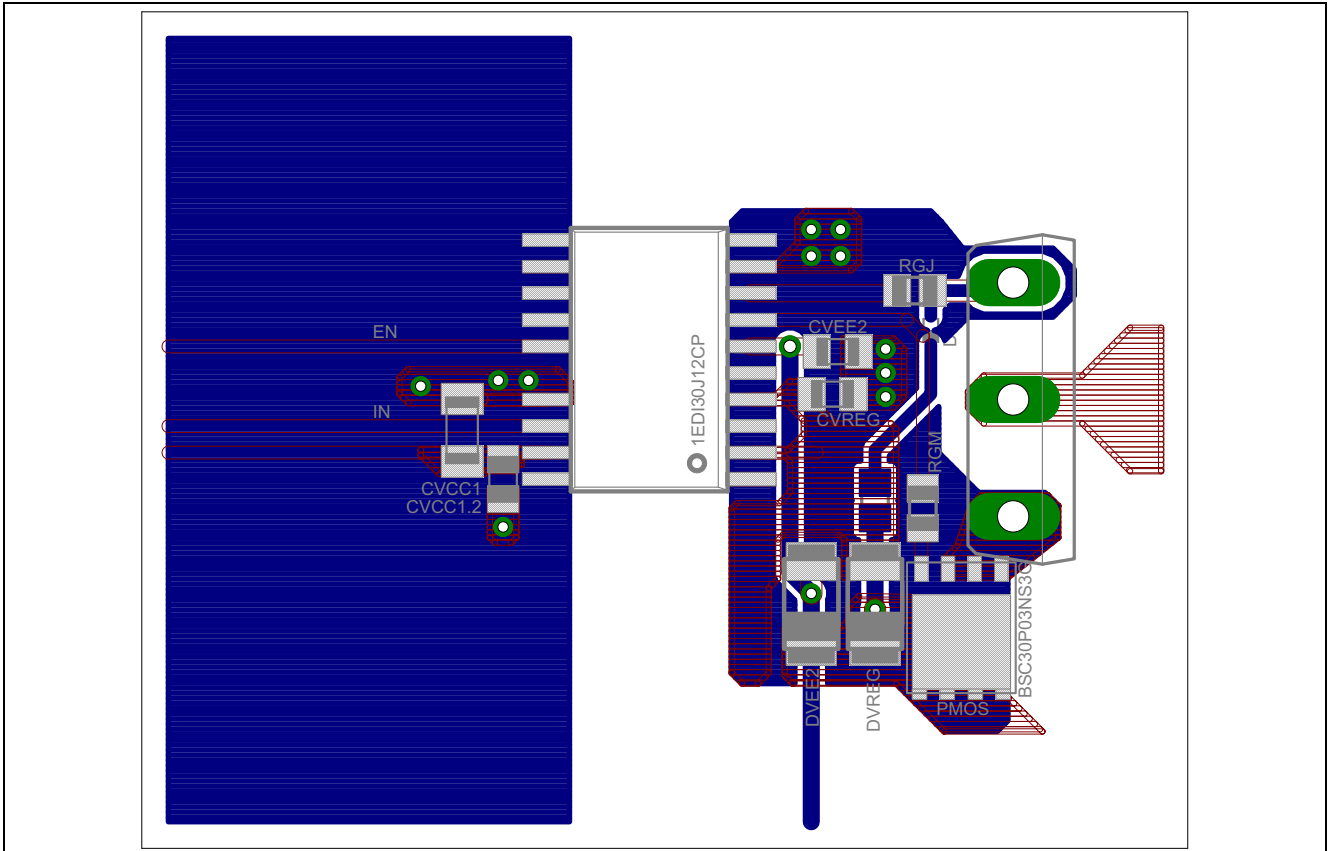 RGJ
EN
CVEE2
1EDI30J12CP
IN
CVREG
RGM
CVCC1
CVCC1.2
BSC30P03NS3G
DVEE2
DVREG
PMOS